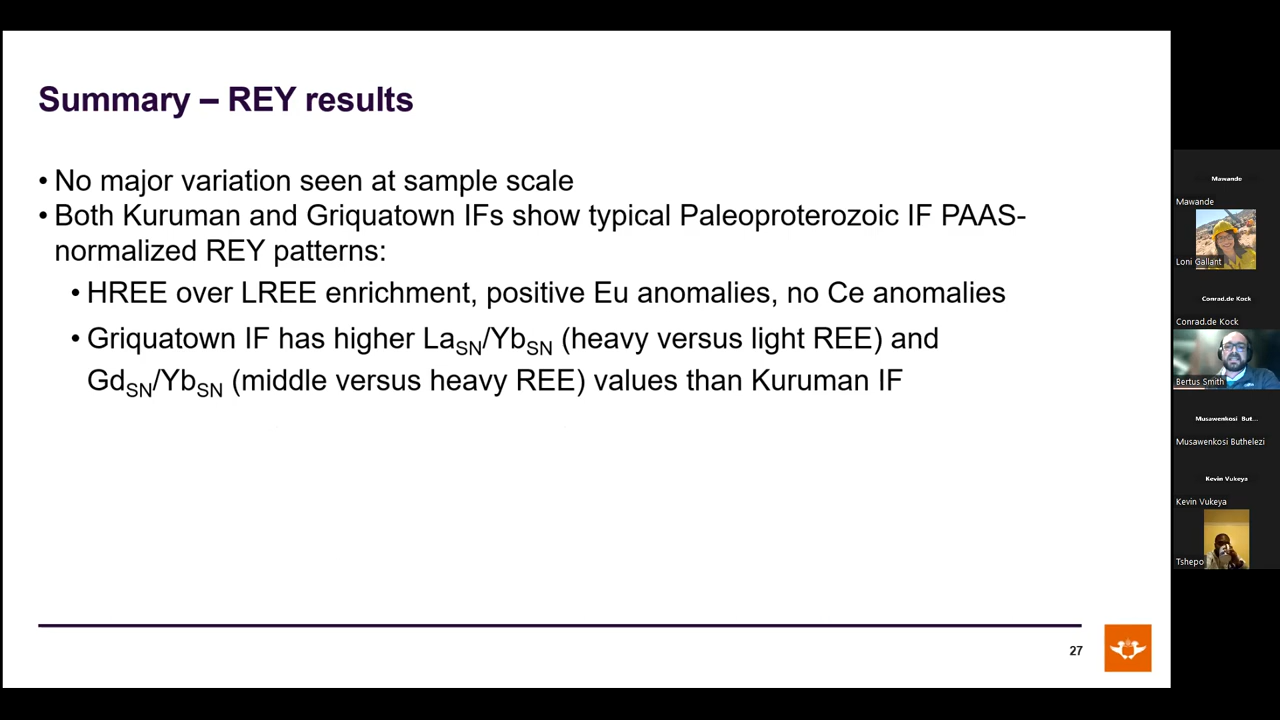 Summary – REY results
• No major variation seen at sample scale
• Both Kuruman and Griquatown IFs show typical Paleoproterozoic IF PAAS-
normalized REY patterns:
• HREE over LREE enrichment, positive Eu anomalies, no Ce anomalies
• Griquatown IF has higher LaSN/YbSN (heavy versus light REE) and
GdSN/YbSN (middle versus heavy REE) values than Kuruman IF
27
Mawande
Mawande
Loni Gallant
Conrad.de Kock
Conrad.de Kock
Bertus Smith
Musawenkosi But...
Musawenkosi Buthelezi
Kevin Vukeya
Kevin Vukeya
Tshepo